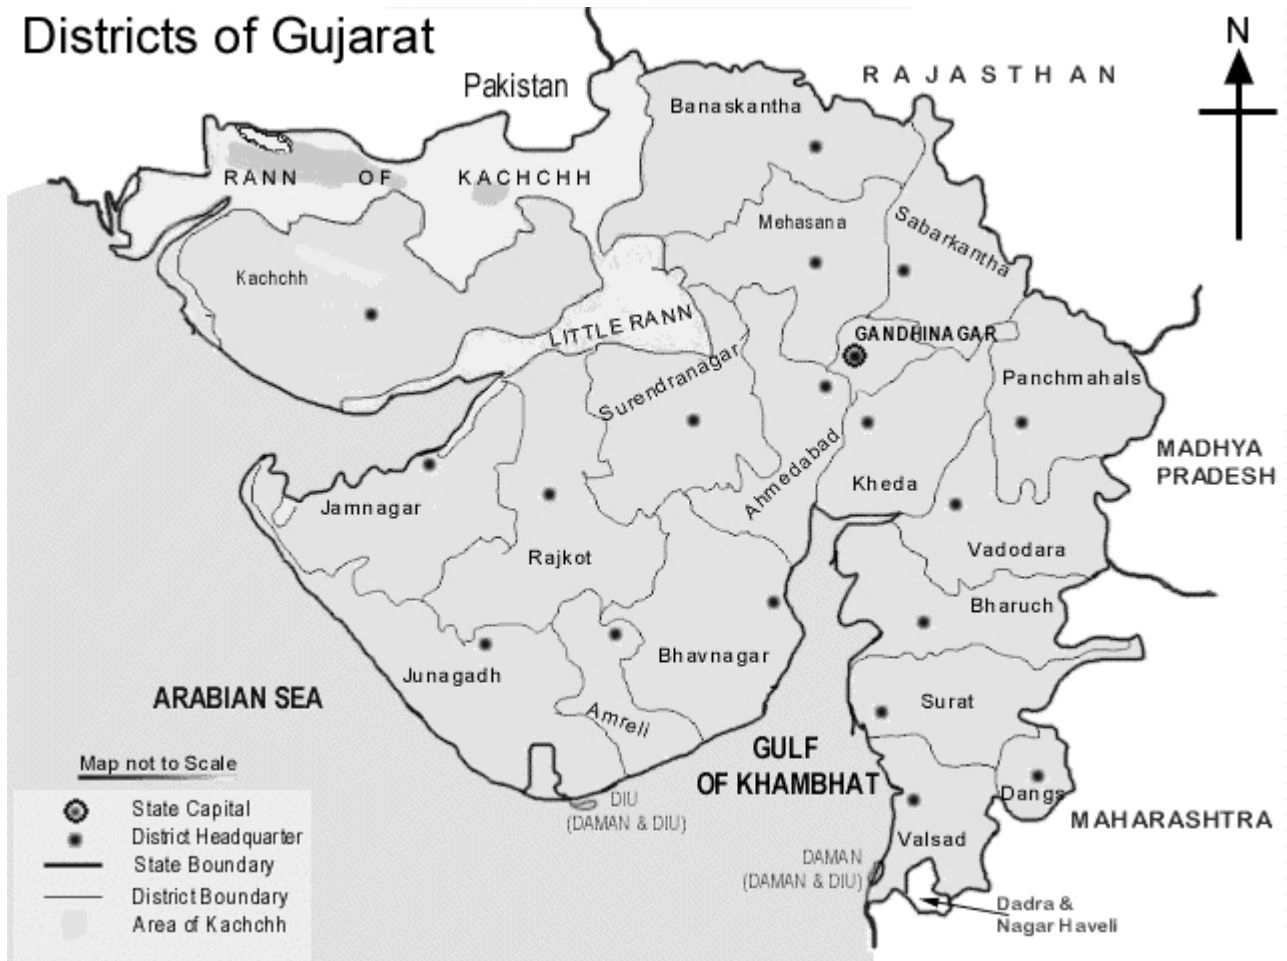 Districts of Gujarat
N
Pakistan
RAJASTHAN
Banaskantha
RANN OF KACHCHH
Mehasana
Sabarkantha
Kachchh
LITTLE RANN
GANDHINAGAR
Surendranagar
Panchmahals
Ahmedabad
MADHYA
PRADESH
Kheda
Jamnagar
Rajkot
Vadodara
Bharuch
Junagadh
Bhavnagar
ARABIAN SEA
Amreli
Surat
GULF
OF KHAMBHAT
Map not to Scale
State Capital
District Headquarter
State Boundary
District Boundary
Area of Kachchh
DIU
(DAMAN & DIU)
Dangs
MAHARASHTRA
Valsad
DAMAN
(DAMAN & DIU)
Dadra &
Nagar Haveli